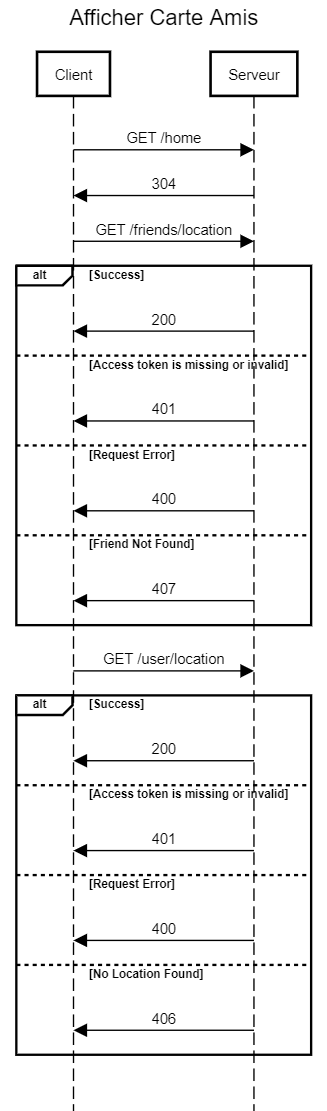 Afficher Carte Amis
Client
Serveur
GET /home
304
GET /friends/location
alt
[Success]
200
[Access token is missing or invalid]
401
[Request Error]
400
[Friend Not Found]
407
GET /user/location
alt
[Success]
200
[Access token is missing or invalid]
401
[Request Error]
400
[No Location Found]
406